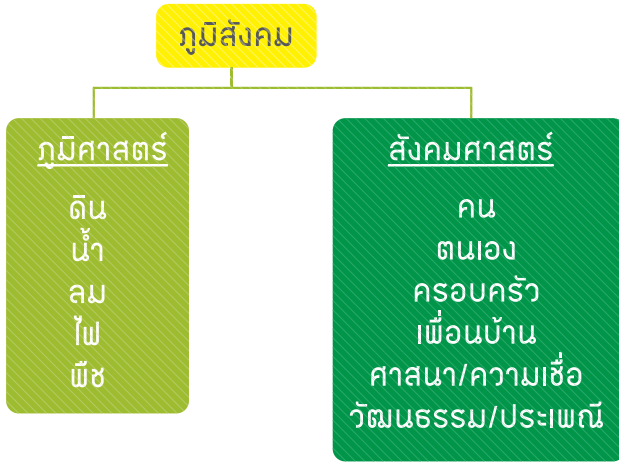 ภูมิสังคม
ภูมิศาสตร์
ดิน
น้ำ
ลม
ไฟ
พืช
สังคมศาสตร์
คน
ตนเอง
ครอบครัว
เพื่อนบ้าน
ศาสนา/ความเชื่อ
วัฒนธรรม/ประเพณี